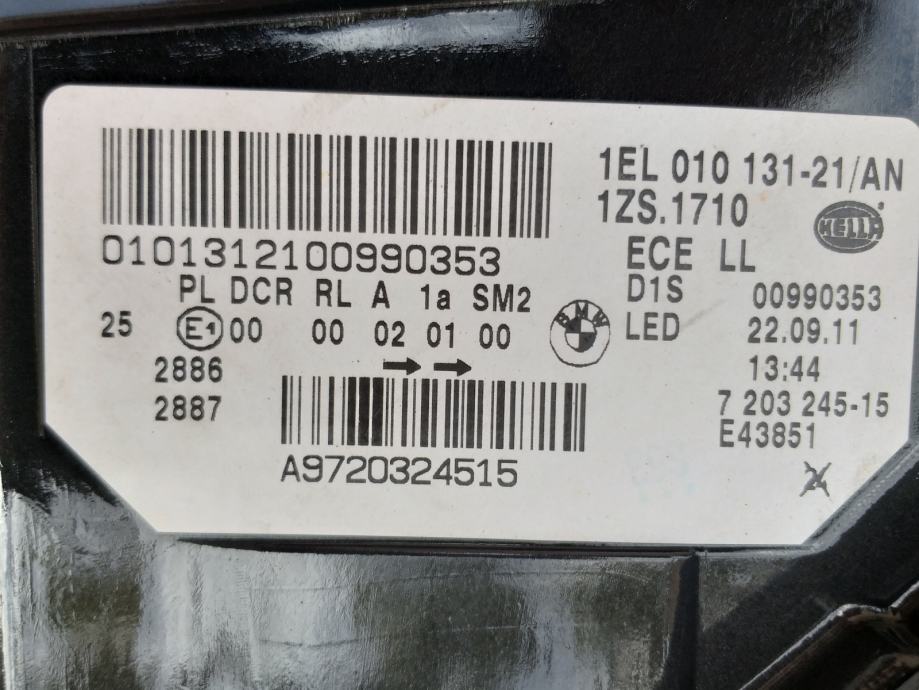 1EL 010 131-21/AN
1ZS.1710
HELLA
0101312100990353
ECE LL
PL DCR RL A 1a SM2
D1S 00990353
25 E1 00 00 02 01 00
BMW
LED 22.09.11
2886
13:44
2887
7 203 245-15
E43851
A9720324515